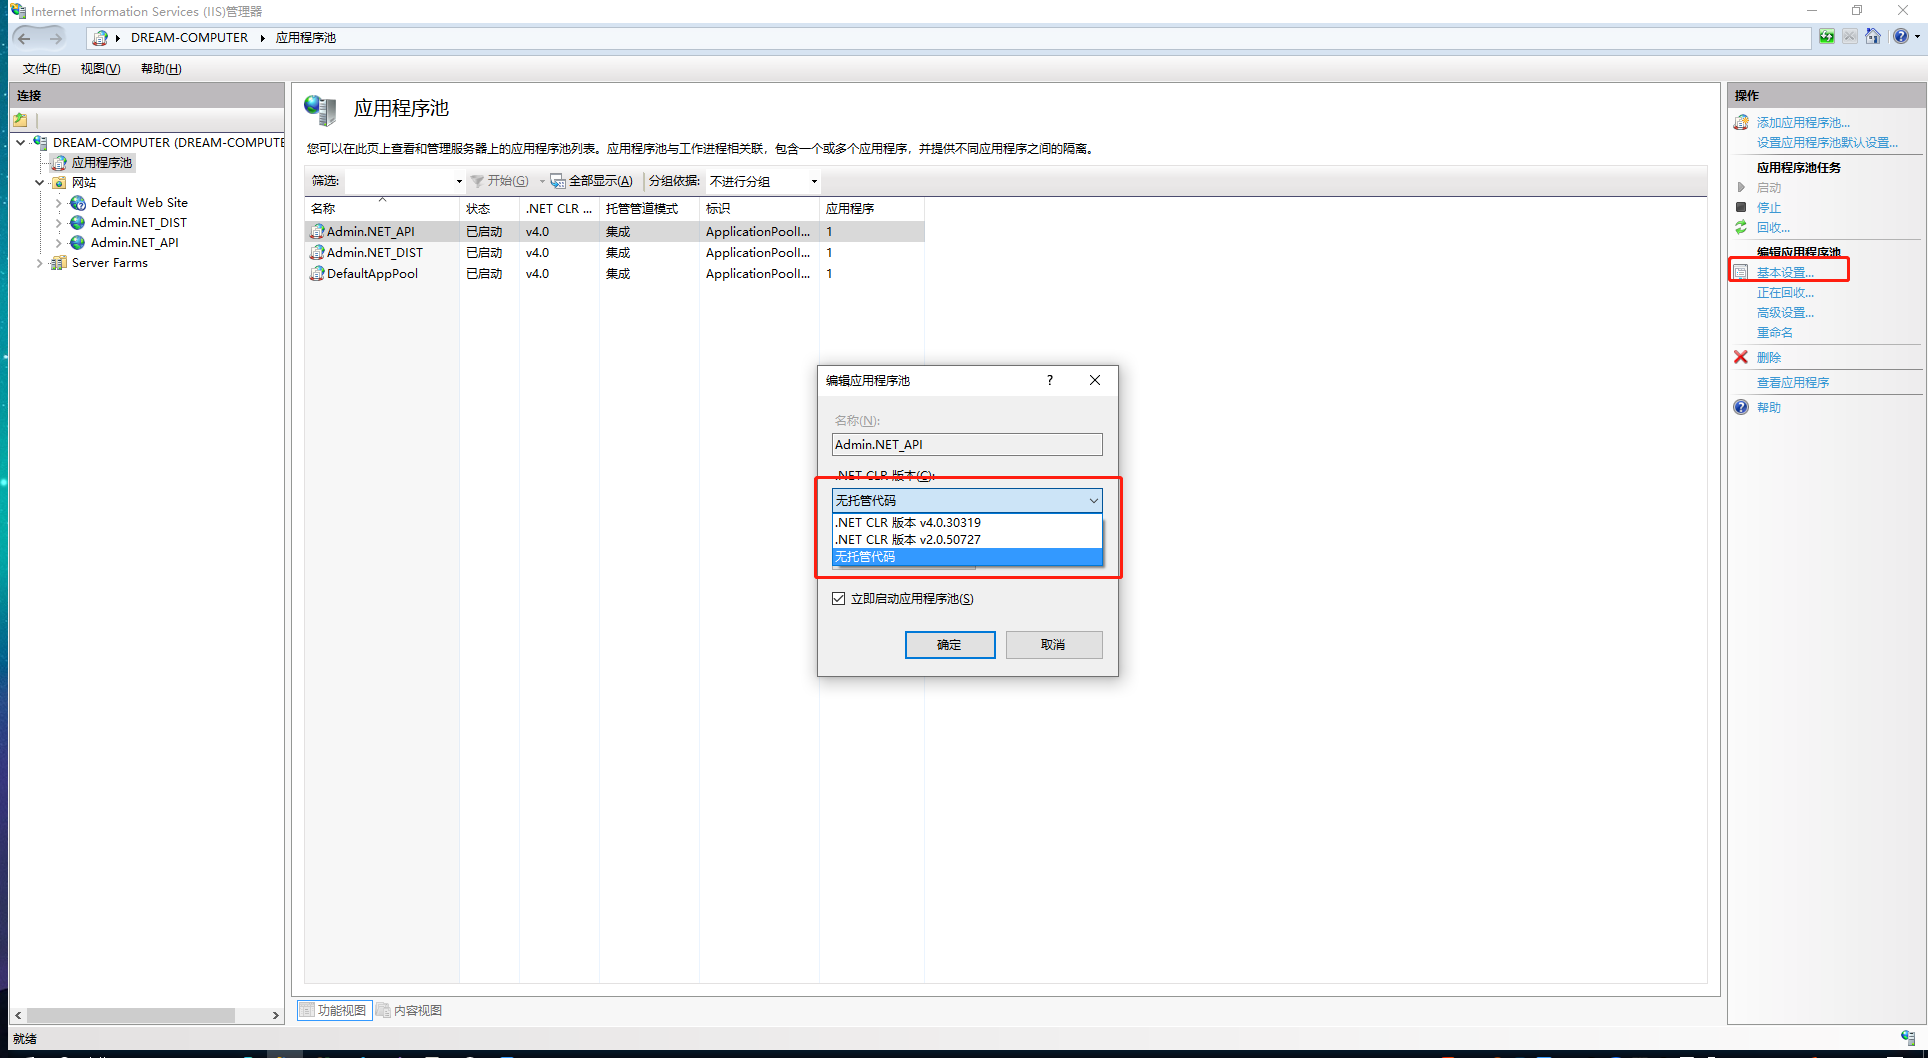 Internet Information Services (IIS)管理器
DREAM-COMPUTER 应用程序池
文件(F) 视图(V) 帮助(H)
连接
DREAM-COMPUTER (DREAM-COMPUTE
应用程序池
网站
Default Web Site
Admin.NET_DIST
Admin.NET_API
Server Farms
应用程序池
您可以在此页上查看和管理服务器上的应用程序池列表。应用程序池与工作进程相关联，包含一个或多个应用程序，并提供不同应用程序之间的隔离。
筛选: 开始(G) 全部显示(A) 分组依据: 不进行分组
名称 状态 .NET CLR ... 托管管道模式 标识 应用程序
Admin.NET_API 已启动 v4.0 集成 ApplicationPoolI... 1
Admin.NET_DIST 已启动 v4.0 集成 ApplicationPoolI... 1
DefaultAppPool 已启动 v4.0 集成 ApplicationPoolI... 1
编辑应用程序池 ?
名称(N):
Admin.NET_API
.NET CLR 版本(C):
无托管代码
.NET CLR 版本 v4.0.30319
.NET CLR 版本 v2.0.50727
无托管代码
立即启动应用程序池(S)
确定 取消
操作
添加应用程序池...
设置应用程序池默认设置...
应用程序池任务
启动
停止
回收...
编辑应用程序池
基本设置...
正在回收...
高级设置...
重命名
删除
查看应用程序
帮助
功能视图 内容视图
就绪